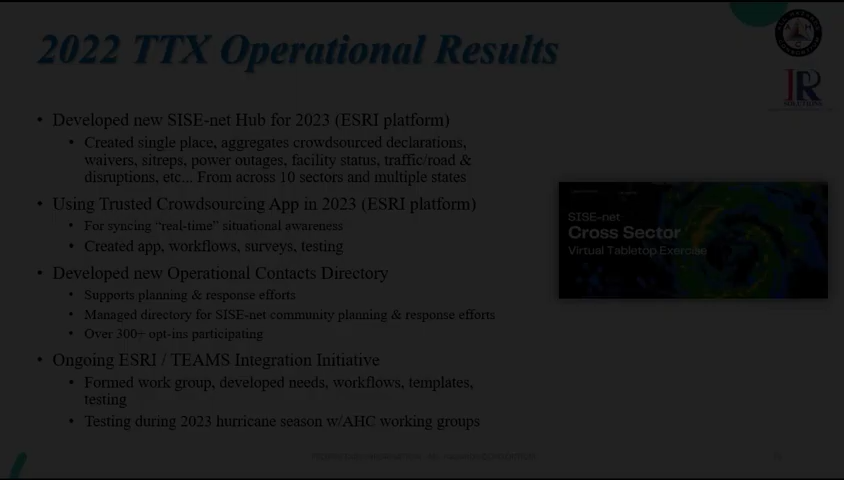 2022 TTX Operational Results
• Developed new SISE-net Hub for 2023 (ESRI platform)
• Created single place, aggregates crowdsourced declarations,
waivers, sitreps, power outages, facility status, traffic/road &
disruptions, etc... From across 10 sectors and multiple states
• Using Trusted Crowdsourcing App in 2023 (ESRI platform)
• For syncing “real-time” situational awareness
• Created app, workflows, surveys, testing
• Developed new Operational Contacts Directory
• Supports planning & response efforts
• Managed directory for SISE-net community planning & response efforts
• Over 300+ opt-ins participating
• Ongoing ESRI / TEAMS Integration Initiative
• Formed work group, developed needs, workflows, templates,
testing
• Testing during 2023 hurricane season w/AHC working groups
SISE-net
Cross Sector
Virtual Tabletop Exercise
SOLUTIONS